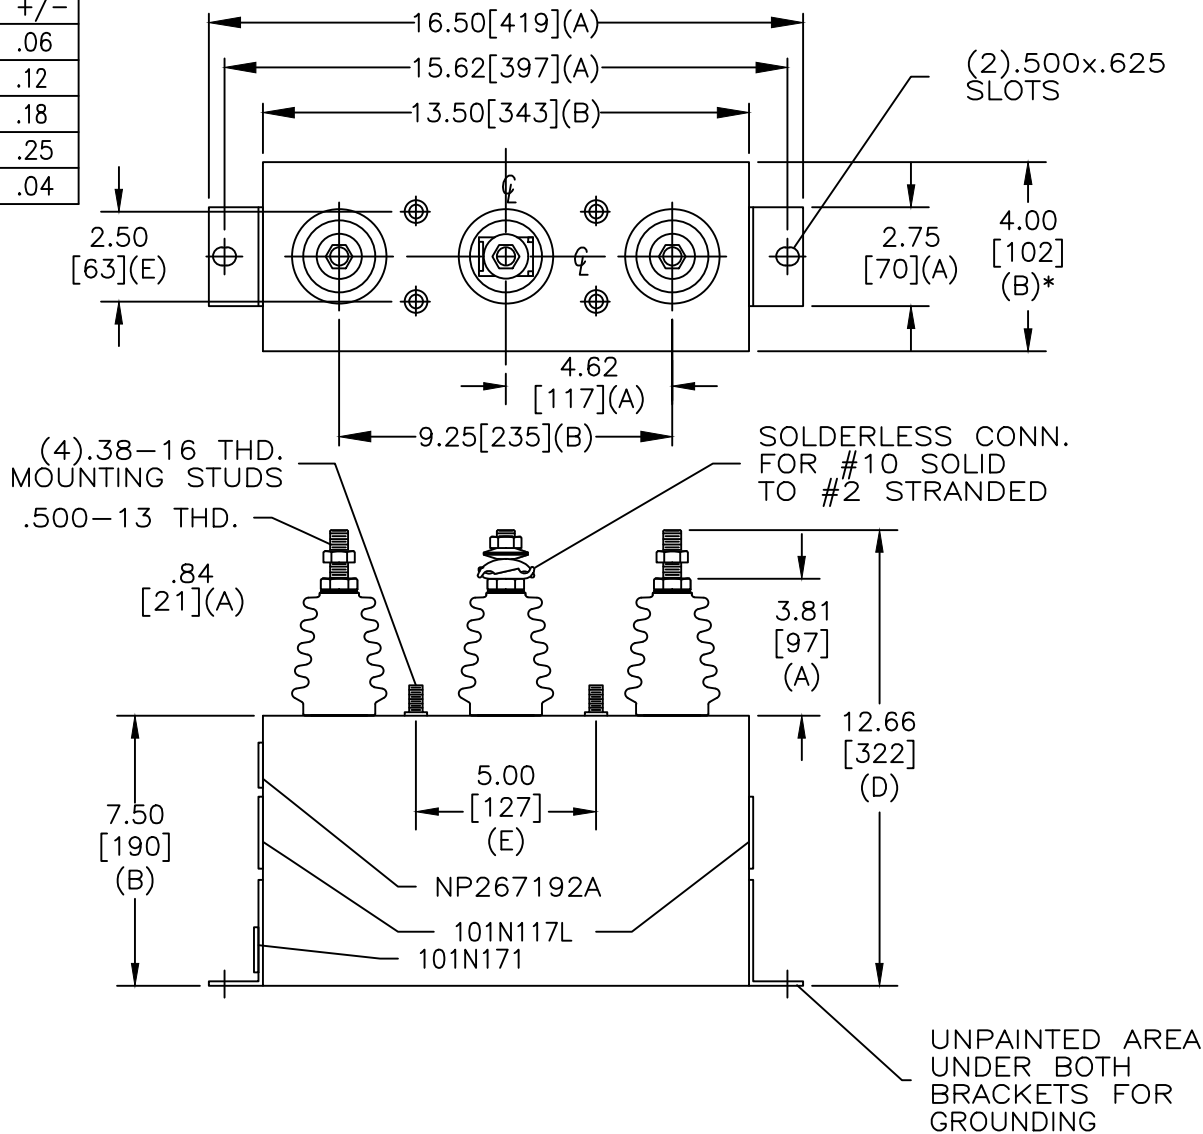 +/-
.06
.12
.18
.25
.04
16.50[419](A)
15.62[397](A)
13.50[343](B)
(2).500x.625
SLOTS
CL
CL
2.50
[63](E)
2.75
[70](A)
4.00
[102]
(B)*
4.62
[117](A)
9.25[235](B)
(4).38-16 THD.
MOUNTING STUDS
.500-13 THD.
SOLDERLESS CONN.
FOR #10 SOLID
TO #2 STRANDED
.84
[21](A)
3.81
[97]
(A)
12.66
[322]
(D)
5.00
[127]
(E)
7.50
[190]
(B)
NP267192A
101N117L
101N171
UNPAINTED AREA
UNDER BOTH
BRACKETS FOR
GROUNDING